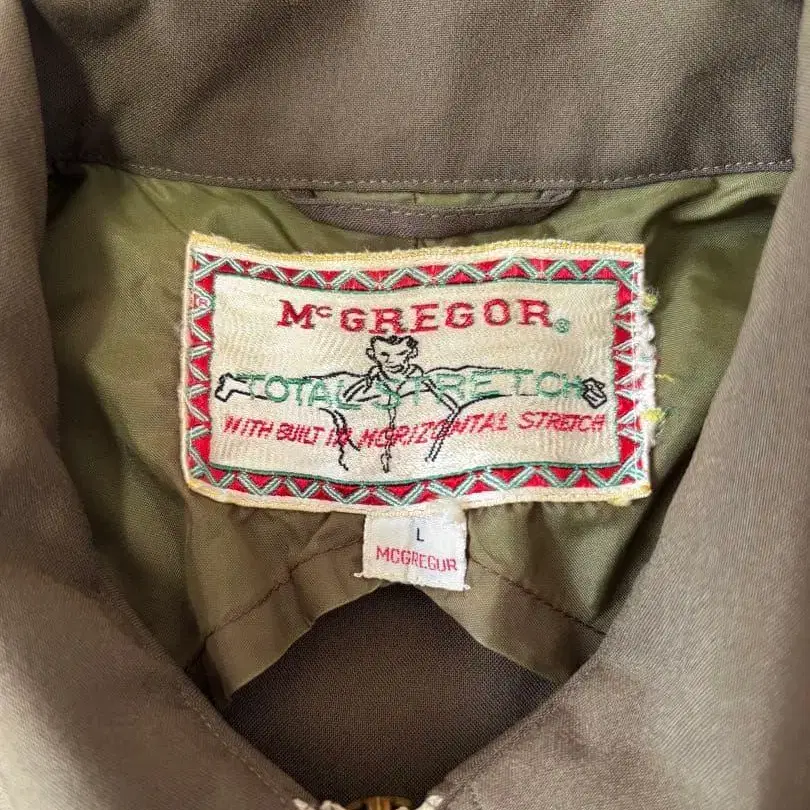 McGREGOR®
TOTAL STRETCH
WITH BUILT IN HORIZONTAL STRETCH
L
MCGREGOR